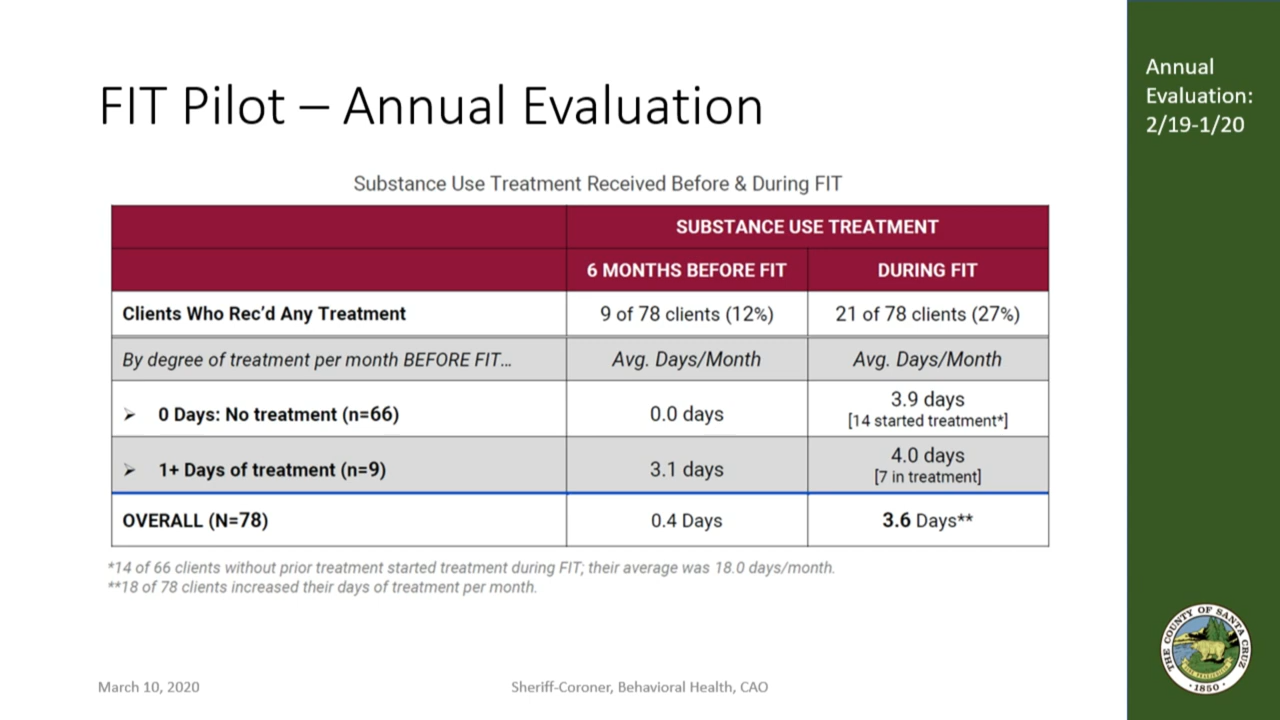 FIT Pilot – Annual Evaluation
Annual
Evaluation:
2/19-1/20
Substance Use Treatment Received Before & During FIT
SUBSTANCE USE TREATMENT
6 MONTHS BEFORE FIT DURING FIT
Clients Who Rec'd Any Treatment 9 of 78 clients (12%) 21 of 78 clients (27%)
By degree of treatment per month BEFORE FIT... Avg. Days/Month Avg. Days/Month
➢ 0 Days: No treatment (n=66) 0.0 days 3.9 days
[14 started treatment*]
➢ 1+ Days of treatment (n=9) 3.1 days 4.0 days
[7 in treatment]
OVERALL (N=78) 0.4 Days 3.6 Days**
*14 of 66 clients without prior treatment started treatment during FIT; their average was 18.0 days/month.
**18 of 78 clients increased their days of treatment per month.
March 10, 2020 Sheriff-Coroner, Behavioral Health, CAO
THE COUNTY OF SANTA CRUZ
· 1850 ·